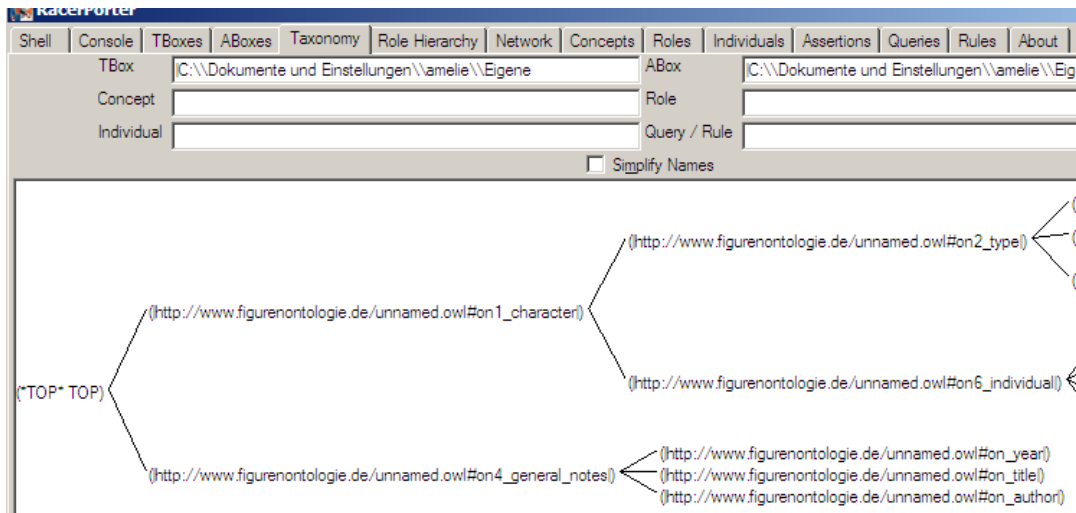 RacerPorter
Shell Console TBoxes ABoxes Taxonomy Role Hierarchy Network Concepts Roles Individuals Assertions Queries Rules About
TBox |C:\\Dokumente und Einstellungen\\amelie\\Eigene ABox |C:\\Dokumente und Einstellungen\\amelie\\Eig
Concept Role
Individual Query / Rule
Simplify Names
(|http://www.figurenontologie.de/unnamed.owl#on2_type|)
(|http://www.figurenontologie.de/unnamed.owl#on1_character|)
(|http://www.figurenontologie.de/unnamed.owl#on6_individual|)
(*TOP* TOP)
(|http://www.figurenontologie.de/unnamed.owl#on_year|)
(|http://www.figurenontologie.de/unnamed.owl#on4_general_notes|)
(|http://www.figurenontologie.de/unnamed.owl#on_title|)
(|http://www.figurenontologie.de/unnamed.owl#on_author|)